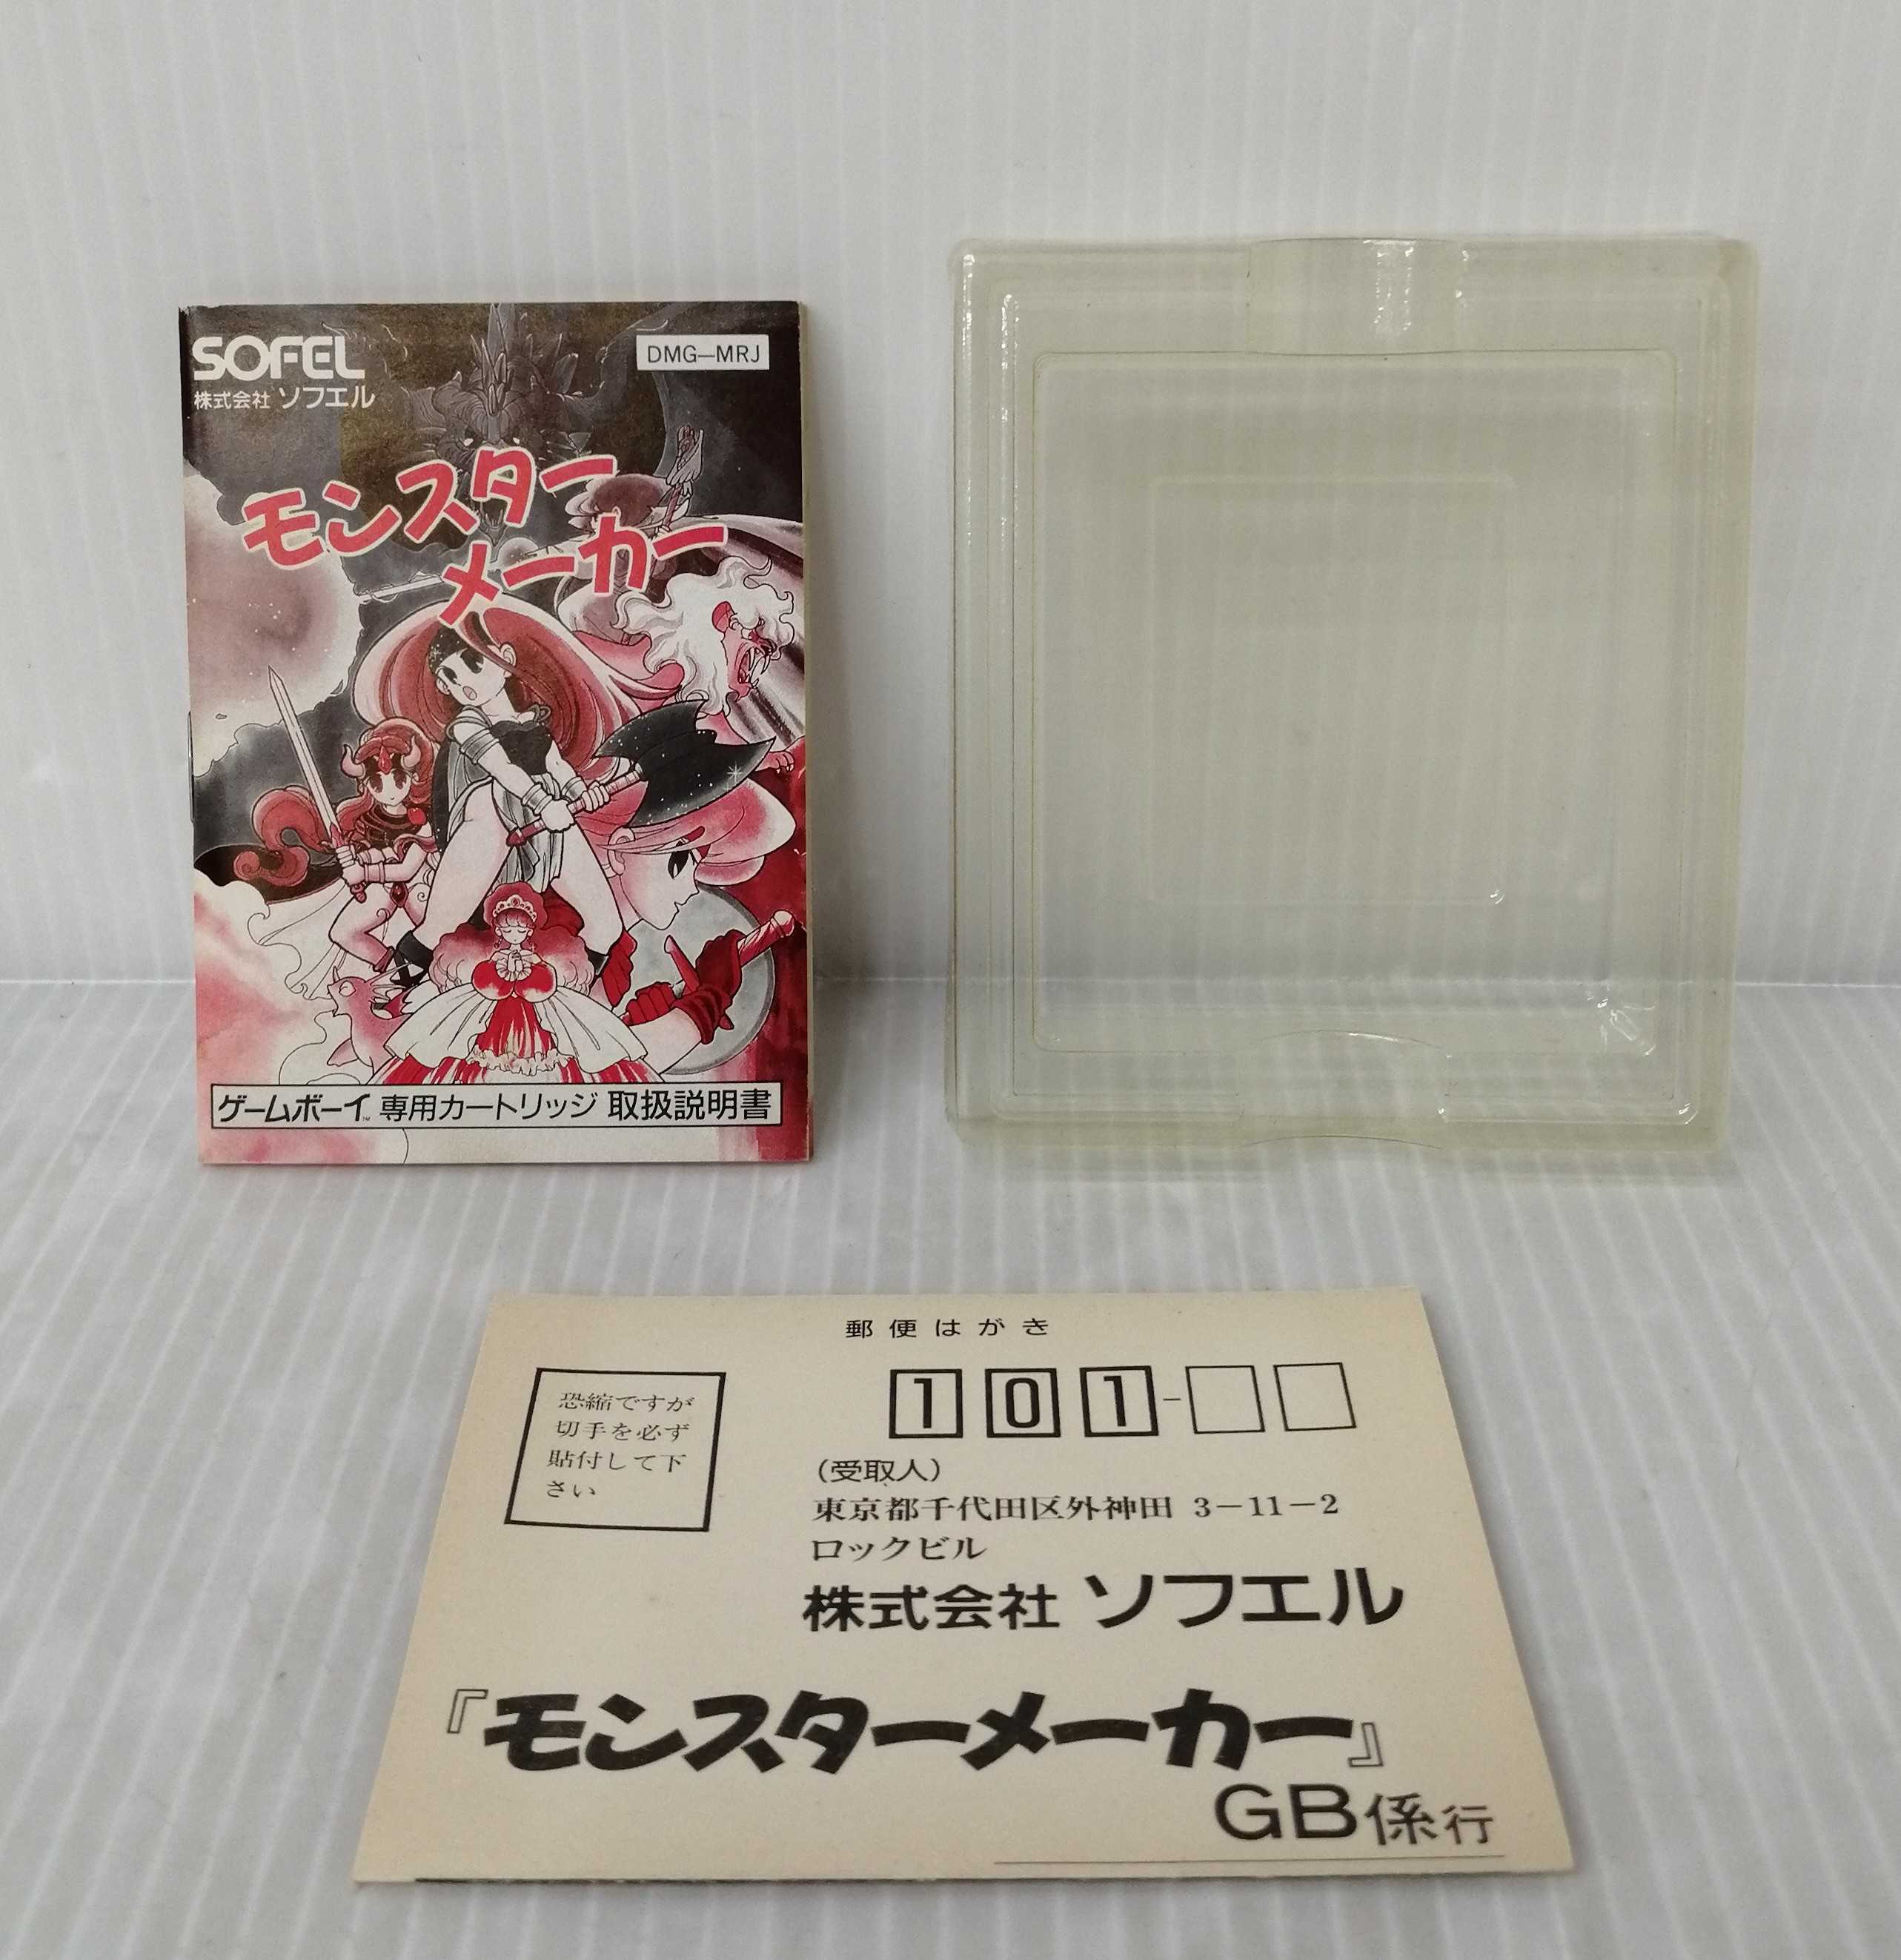 SOFEL
株式会社 ソフエル
DMG—MRJ
モンスター
メーカー
ゲームボーイ™ 専用カートリッジ 取扱説明書
郵便はがき
恐縮ですが
切手を必ず
貼付して下
さい
101-
(受取人)
東京都千代田区外神田 3－11－2
ロックビル
株式会社 ソフエル
『モンスターメーカー』
GB係行